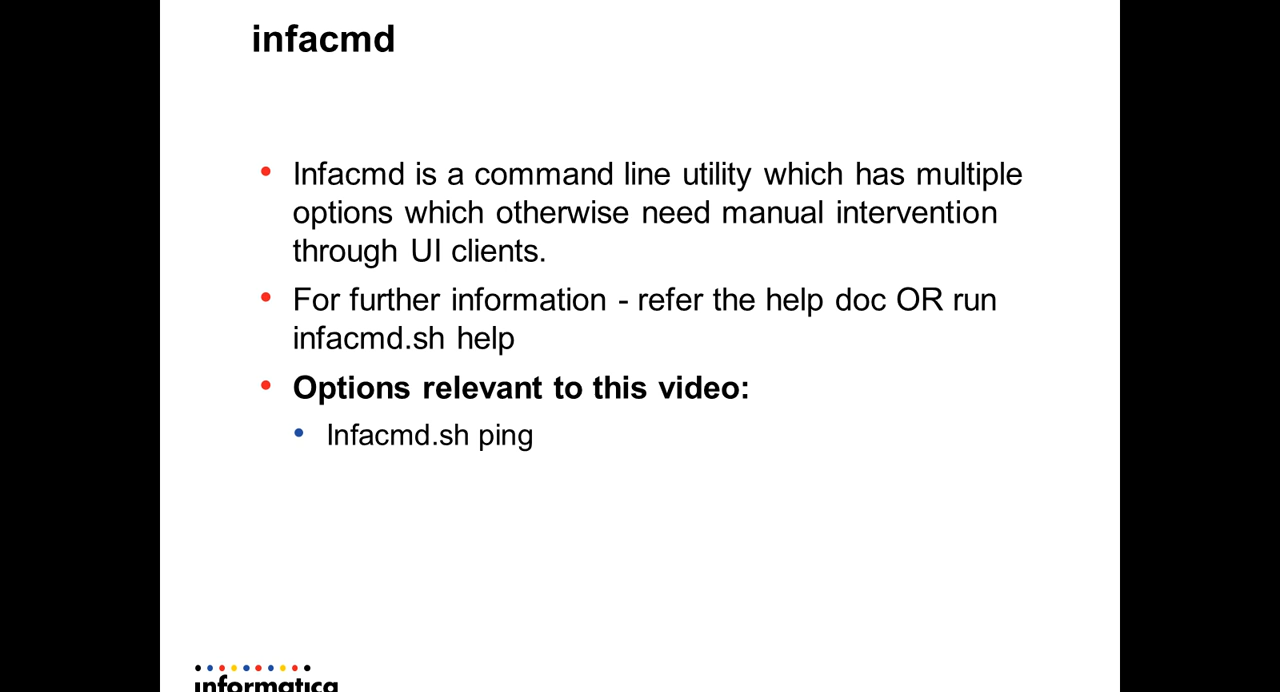 infacmd
Infacmd is a command line utility which has multiple
options which otherwise need manual intervention
through UI clients.
For further information - refer the help doc OR run
infacmd.sh help
Options relevant to this video:
Infacmd.sh ping
informatica